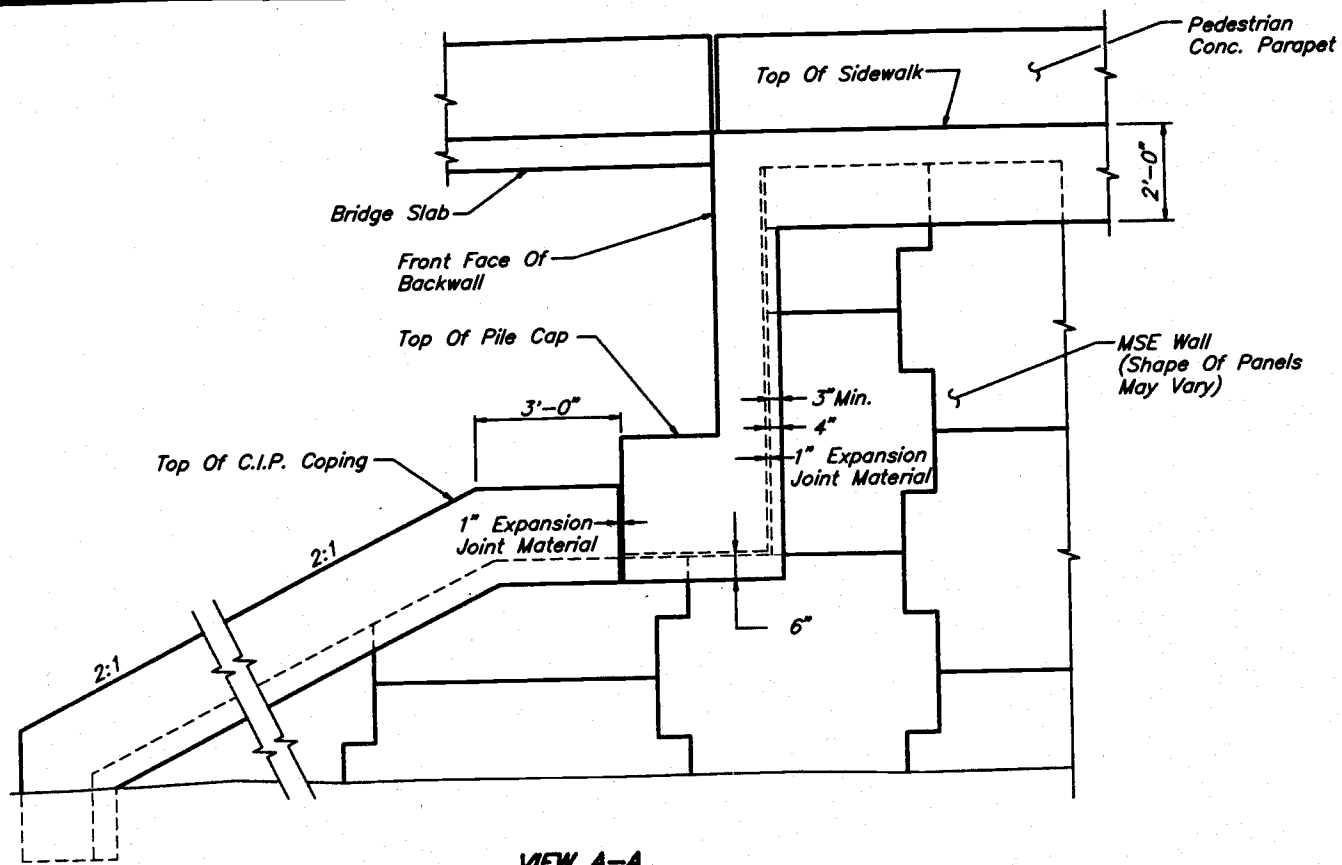 Pedestrian
Conc. Parapet
Top Of Sidewalk
2'-0"
Bridge Slab
Front Face Of
Backwall
Top Of Pile Cap
MSE Wall
(Shape Of Panels
May Vary)
3'-0"
3"Min.
4"
1" Expansion
Joint Material
Top Of C.I.P. Coping
1" Expansion
Joint Material
2:1
6"
2:1
VIEW A-A